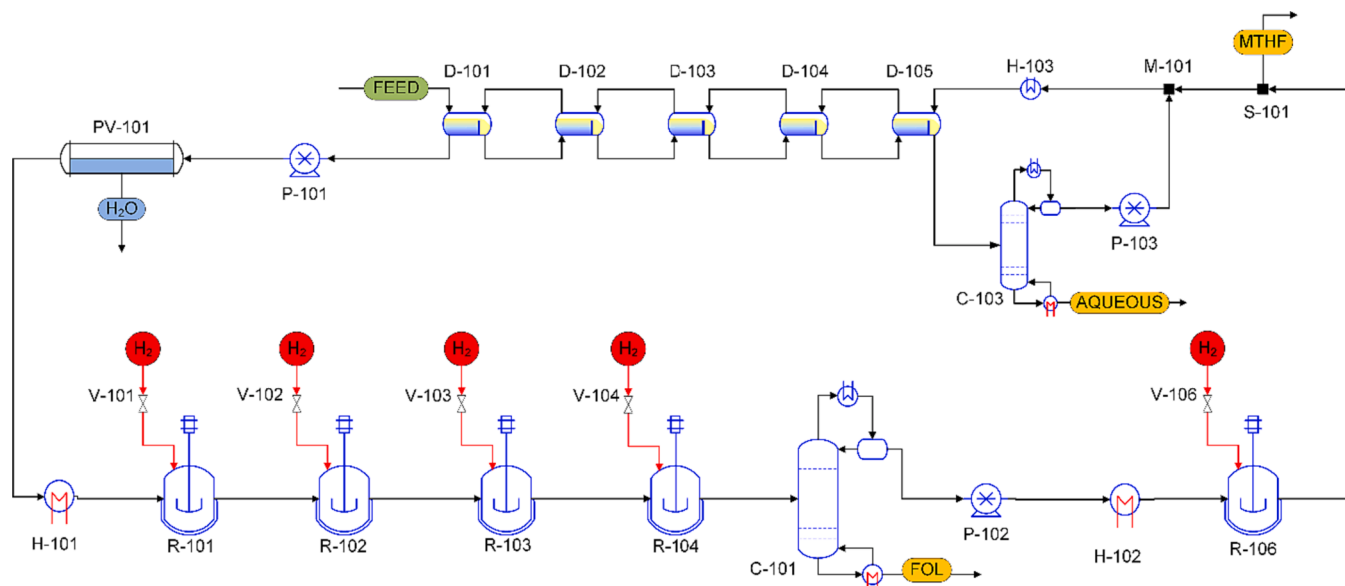 MTHF
D-101
D-102
D-103
D-104
D-105
H-103
M-101
FEED
S-101
PV-101
P-101
H₂O
P-103
C-103
AQUEOUS
H₂
H₂
H₂
H₂
H₂
V-101
V-102
V-103
V-104
V-106
H-101
R-101
R-102
R-103
R-104
C-101
FOL
P-102
H-102
R-106